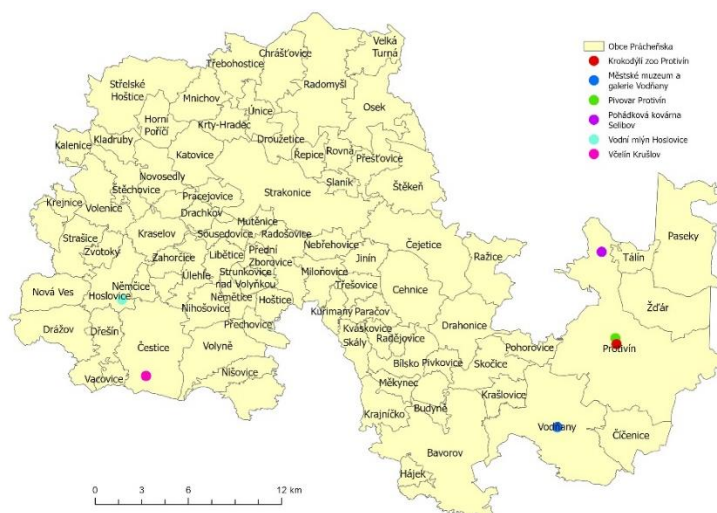 Obce Prácheňska
Krokodýlí zoo Protivín
Městské muzeum a
galerie Vodňany
Pivovar Protivín
Pohádková kovárna
Selibov
Vodní mlýn Hoslovice
Včelín Krušlov
Velká
Turná
Chrášťovice
Třebohostice
Radomyšl
Střelské
Hoštice
Mnichov
Únice
Osek
Horní
Poříčí
Krty-Hradec
Droužetice
Kladruby
Kalenice
Katovice
Řepice
Rovná
Přešťovice
Novosedly
Slaník
Štěkeň
Štěchovice
Strakonice
Krejnice
Volenice
Pracejovice
Drachkov
Mutěnice
Paseky
Strašice
Kraselov
Sousedovice
Radošovice
Zvotoky
Zahorčice
Libětice
Přední
Zborovice
Nebřehovice
Čejetice
Ražice
Tálín
Jinín
Nová Ves
Němčice
Hoslovice
Úlehle
Strunkovice
nad Volyňkou
Miloňovice
Třešovice
Cehnice
Žďár
Němětice
Hoštice
Nihošovice
Kuřimany
Paračov
Drážov
Dřešín
Přechovice
Kváskovice
Drahonice
Volyně
Skály
Radějovice
Pohorovice
Protivín
Čestice
Bílsko
Pivkovice
Skočice
Vacovice
Nišovice
Měkynec
Krašlovice
Krajníčko
Budyně
Vodňany
Číčenice
Bavorov
Hájek
0 3 6 12 km